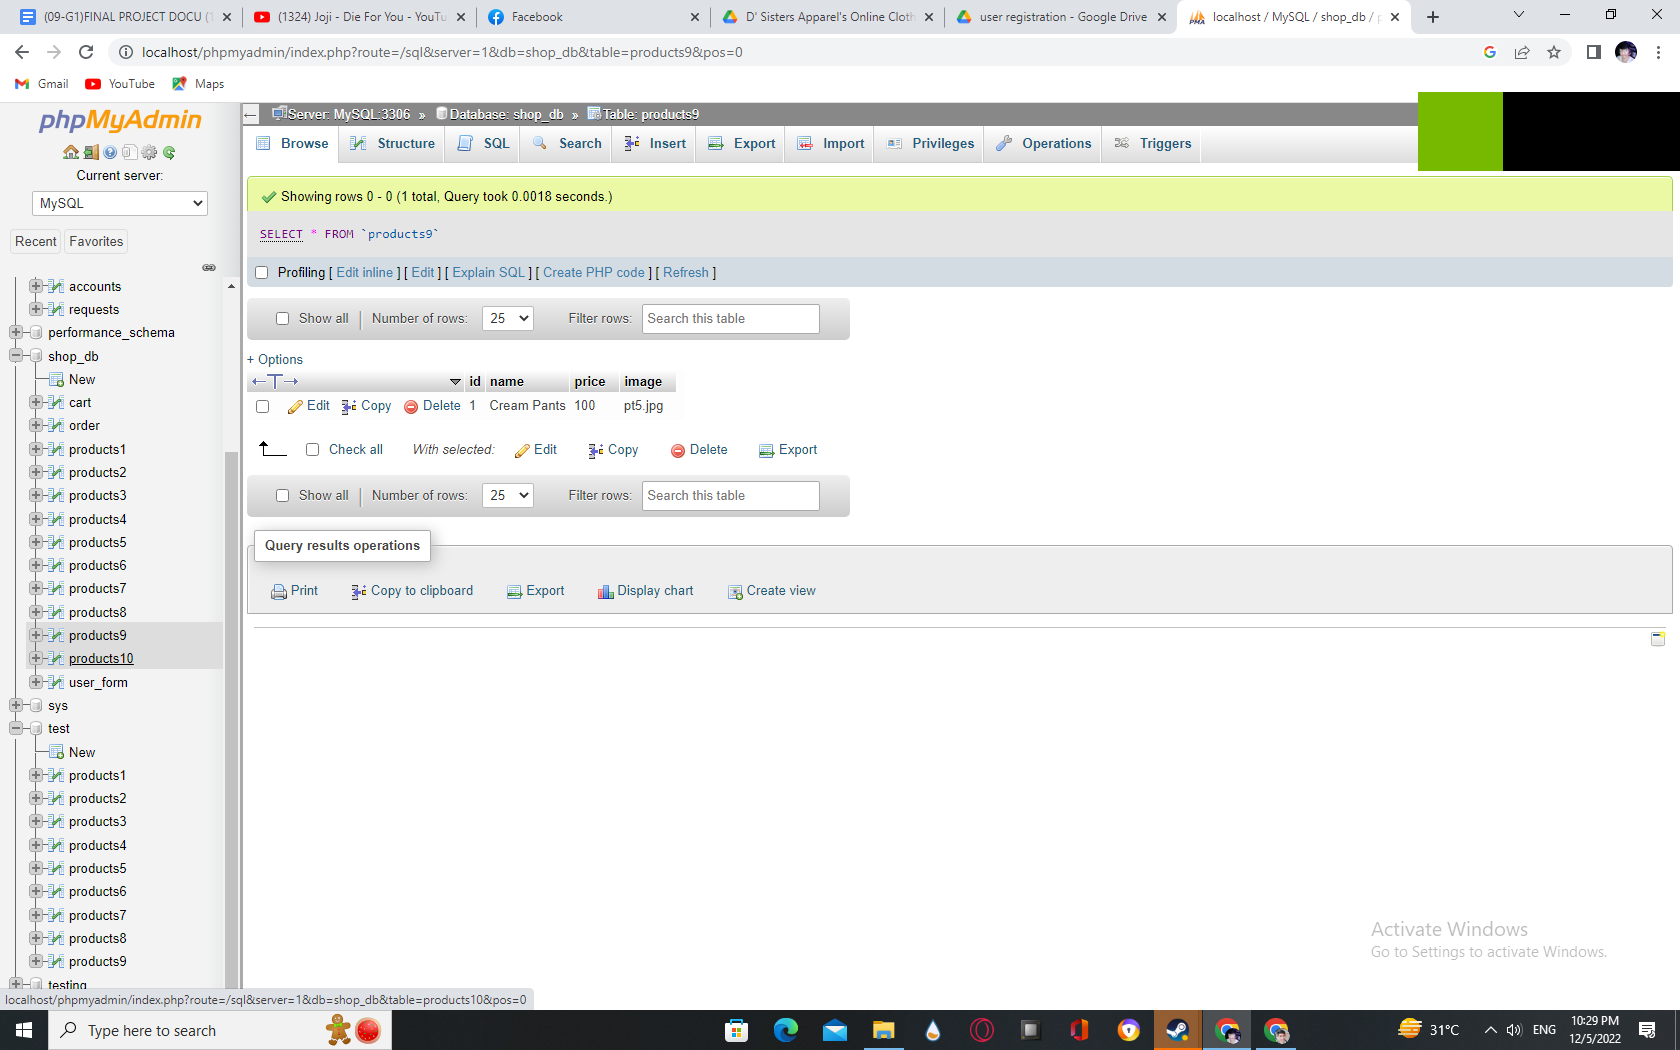 (09-G1)FINAL PROJECT DOCU (
(1324) Joji - Die For You - YouTu
Facebook
D' Sisters Apparel's Online Cloth
user registration - Google Drive
localhost / MySQL / shop_db / p
localhost/phpmyadmin/index.php?route=/sql&server=1&db=shop_db&table=products9&pos=0
Gmail
YouTube
Maps
phpMyAdmin
Current server:
MySQL
Recent
Favorites
accounts
requests
performance_schema
shop_db
New
cart
order
products1
products2
products3
products4
products5
products6
products7
products8
products9
products10
user_form
sys
test
New
products1
products2
products3
products4
products5
products6
products7
products8
products9
testing
Server: MySQL:3306 » Database: shop_db » Table: products9
Browse
Structure
SQL
Search
Insert
Export
Import
Privileges
Operations
Triggers
Showing rows 0 - 0 (1 total, Query took 0.0018 seconds.)
SELECT * FROM `products9`
Profiling [ Edit inline ] [ Edit ] [ Explain SQL ] [ Create PHP code ] [ Refresh ]
Show all | Number of rows: 25 Filter rows: Search this table
+ Options
id name price image
Edit Copy Delete 1 Cream Pants 100 pt5.jpg
Check all With selected: Edit Copy Delete Export
Show all | Number of rows: 25 Filter rows: Search this table
Query results operations
Print Copy to clipboard Export Display chart Create view
Activate Windows
Go to Settings to activate Windows.
localhost/phpmyadmin/index.php?route=/sql&server=1&db=shop_db&table=products10&pos=0
Type here to search
31°C
ENG
10:29 PM
12/5/2022